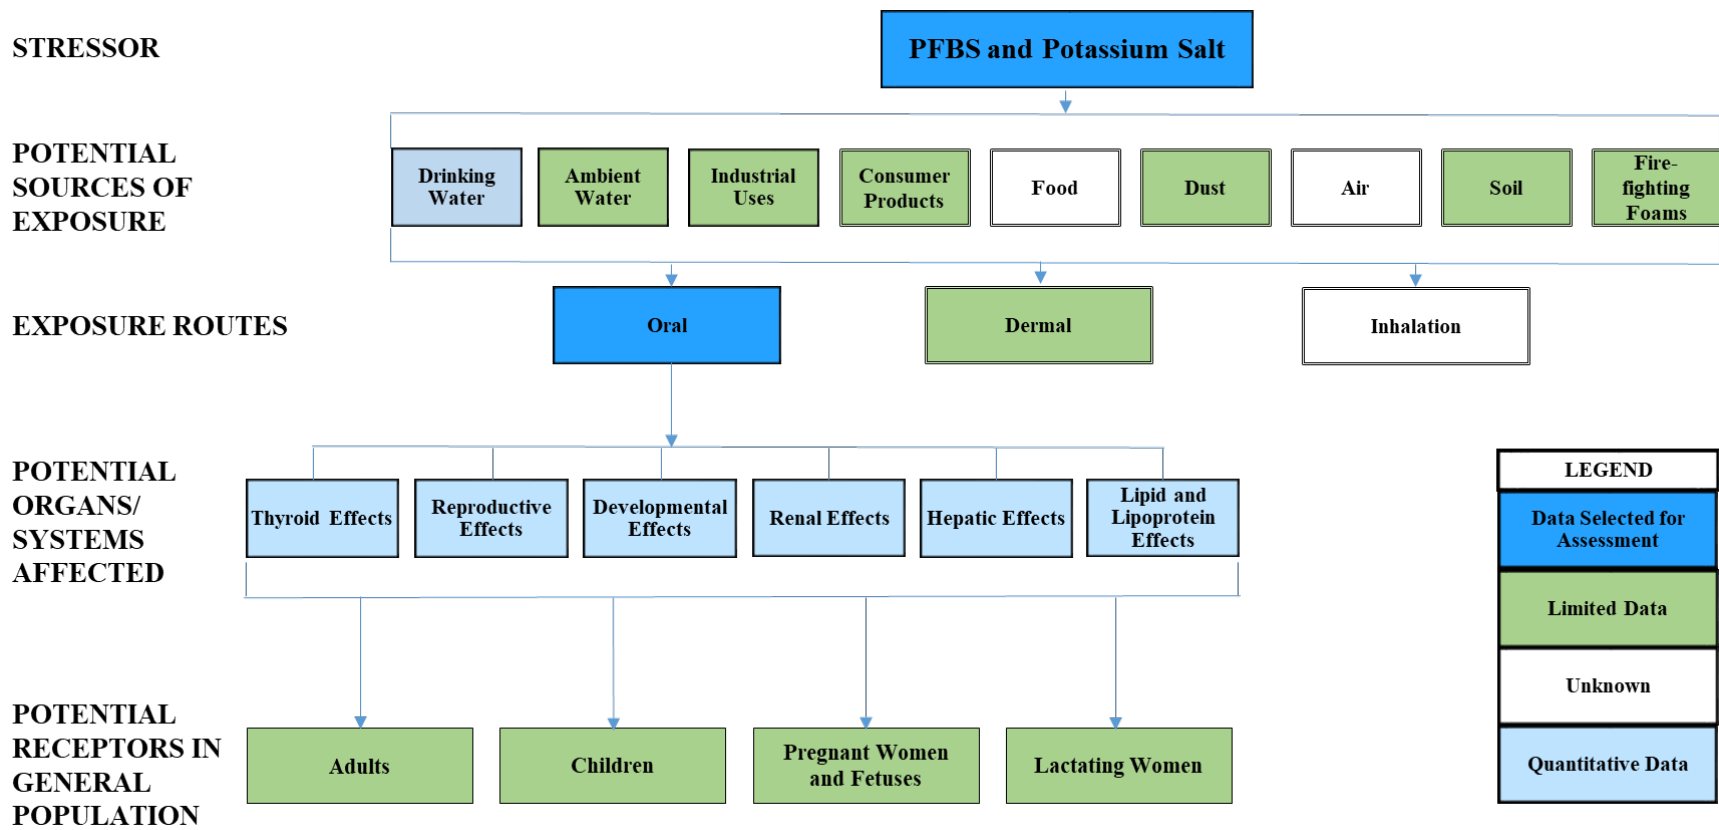 STRESSOR
PFBS and Potassium Salt
POTENTIAL
SOURCES OF
EXPOSURE
Drinking
Water
Ambient
Water
Industrial
Uses
Consumer
Products
Food
Dust
Air
Soil
Fire-
fighting
Foams
EXPOSURE ROUTES
Oral
Dermal
Inhalation
POTENTIAL
ORGANS/
SYSTEMS
AFFECTED
Thyroid Effects
Reproductive
Effects
Developmental
Effects
Renal Effects
Hepatic Effects
Lipid and
Lipoprotein
Effects
LEGEND
Data Selected for
Assessment
Limited Data
Unknown
Quantitative Data
POTENTIAL
RECEPTORS IN
GENERAL
POPULATION
Adults
Children
Pregnant Women
and Fetuses
Lactating Women